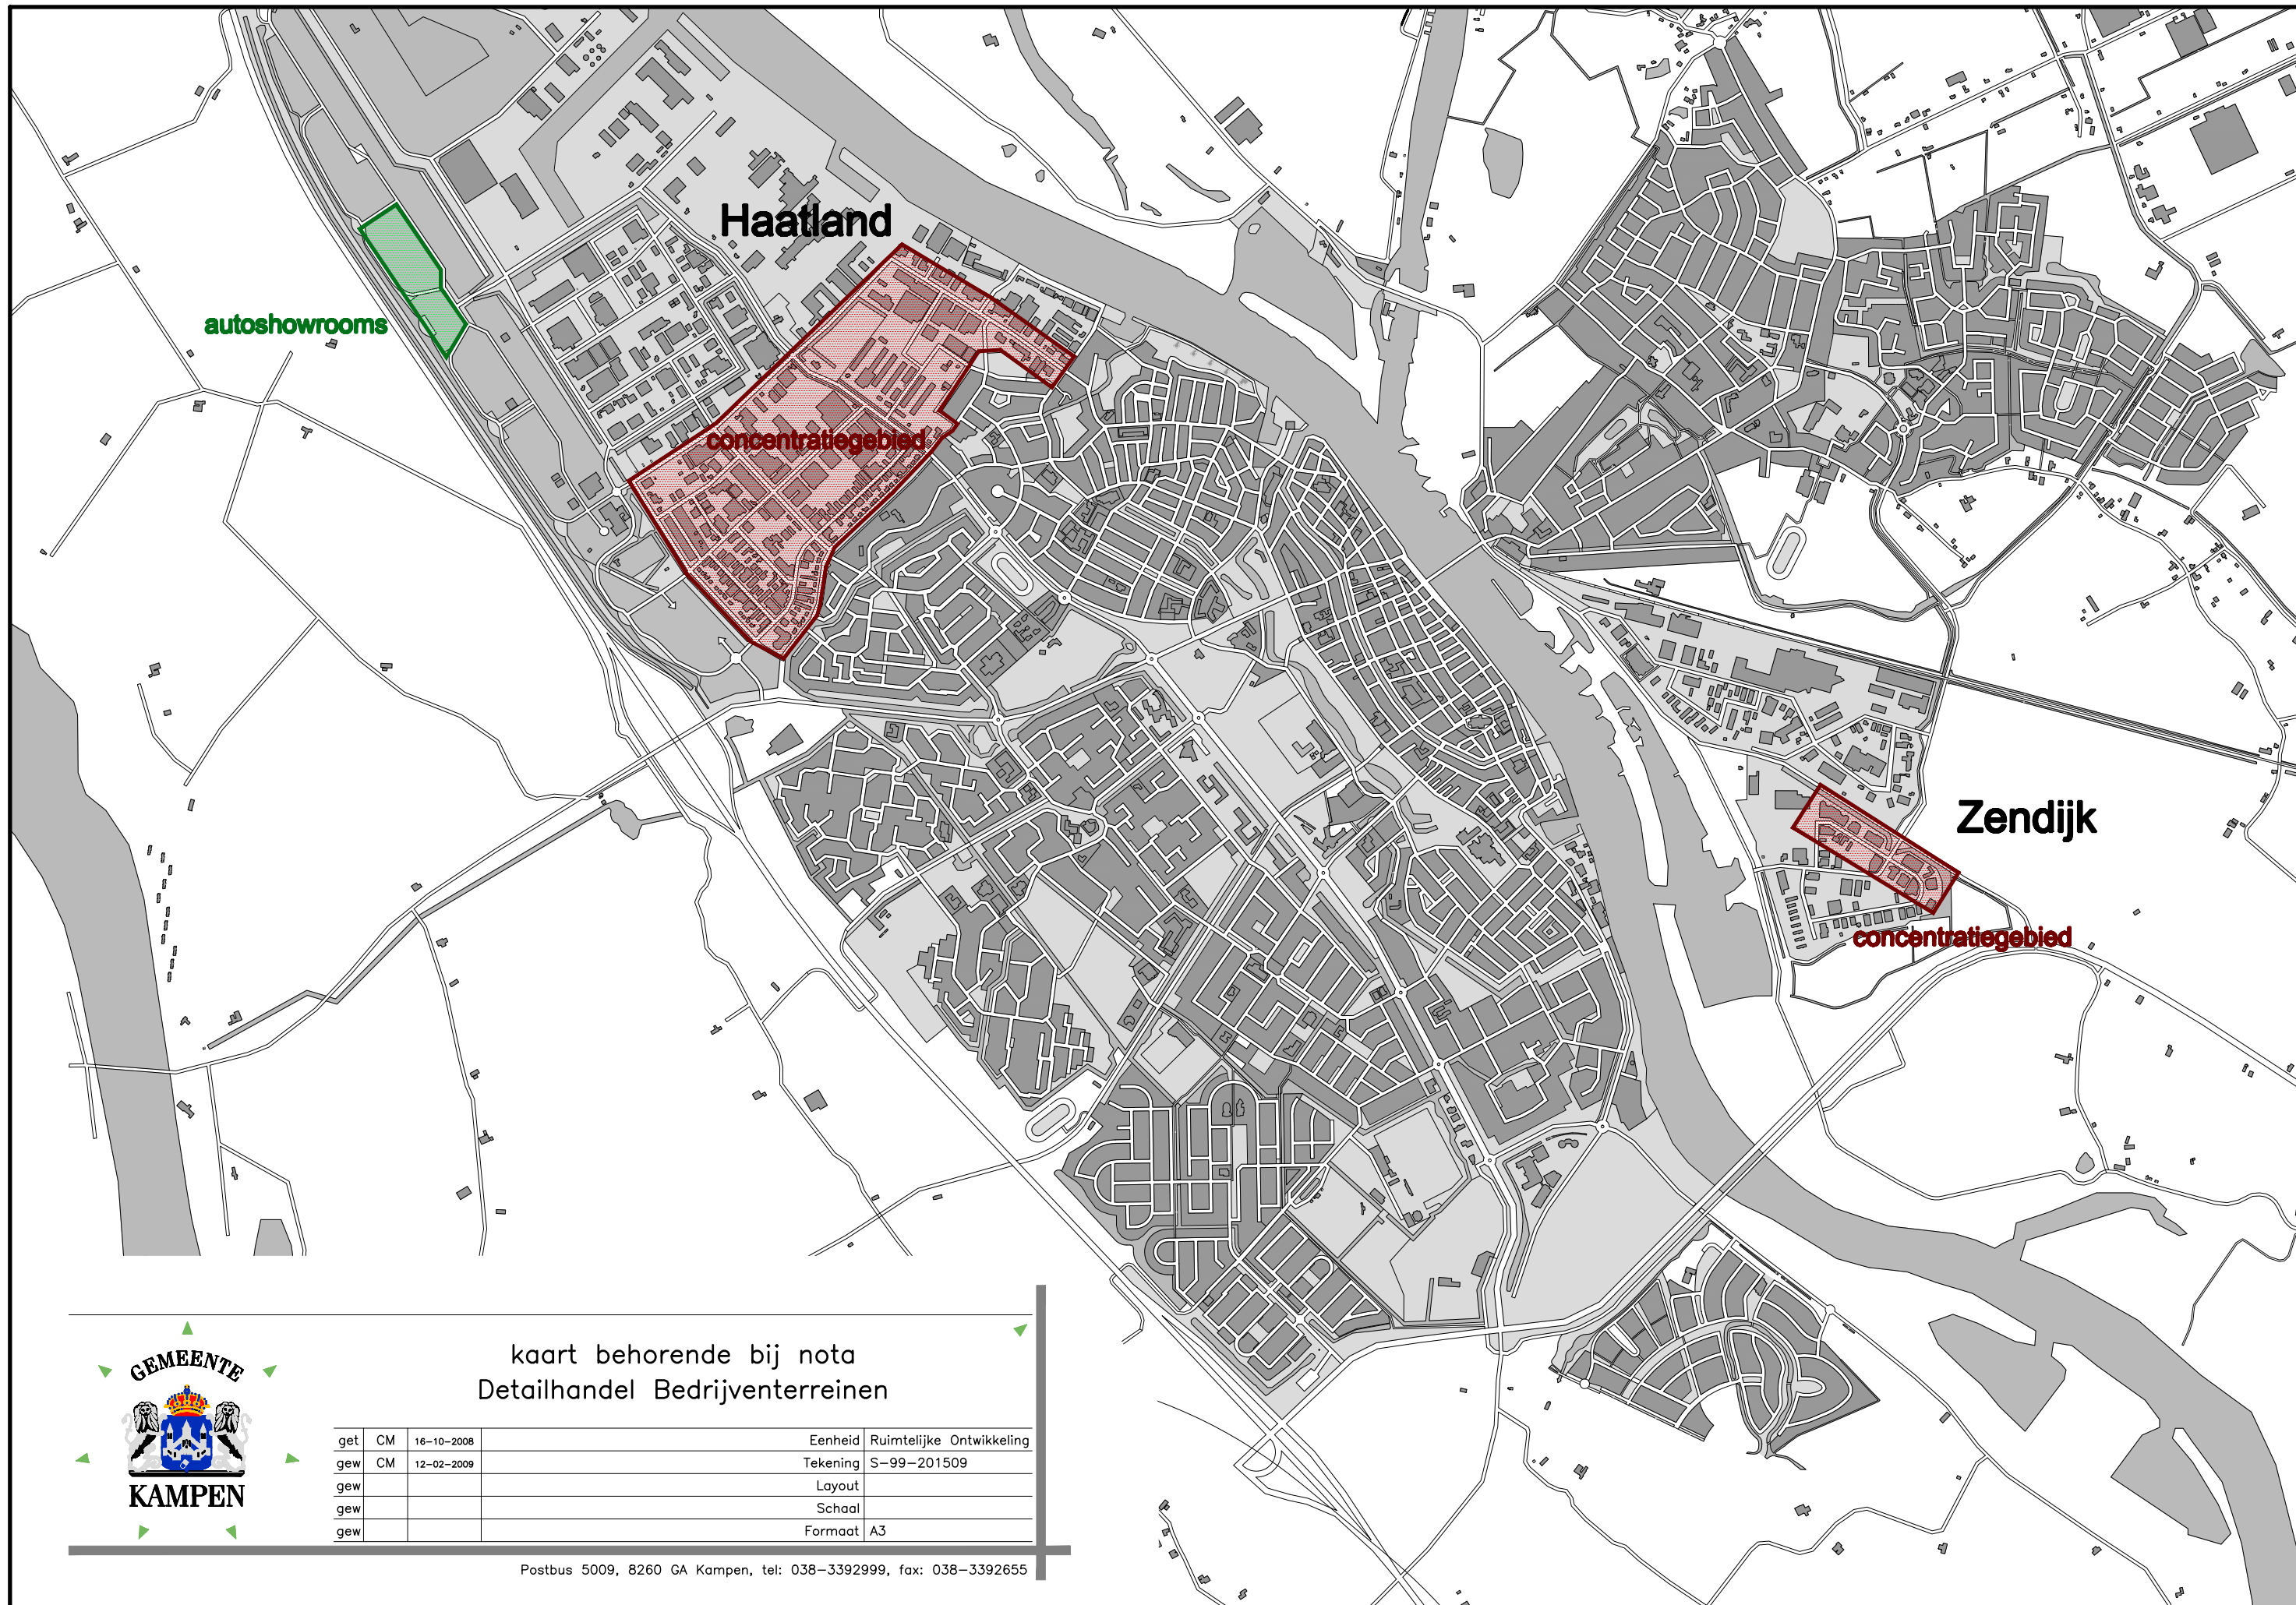 Haatland
autoshowrooms
concentratiegebied
Zendijk
concentratiegebied
GEMEENTE
KAMPEN
kaart behorende bij nota
Detailhandel Bedrijventerreinen
get CM 16-10-2008 Eenheid Ruimtelijke Ontwikkeling
gew CM 12-02-2009 Tekening S-99-201509
gew Layout
gew Schaal
gew Formaat A3
Postbus 5009, 8260 GA Kampen, tel: 038-3392999, fax: 038-3392655